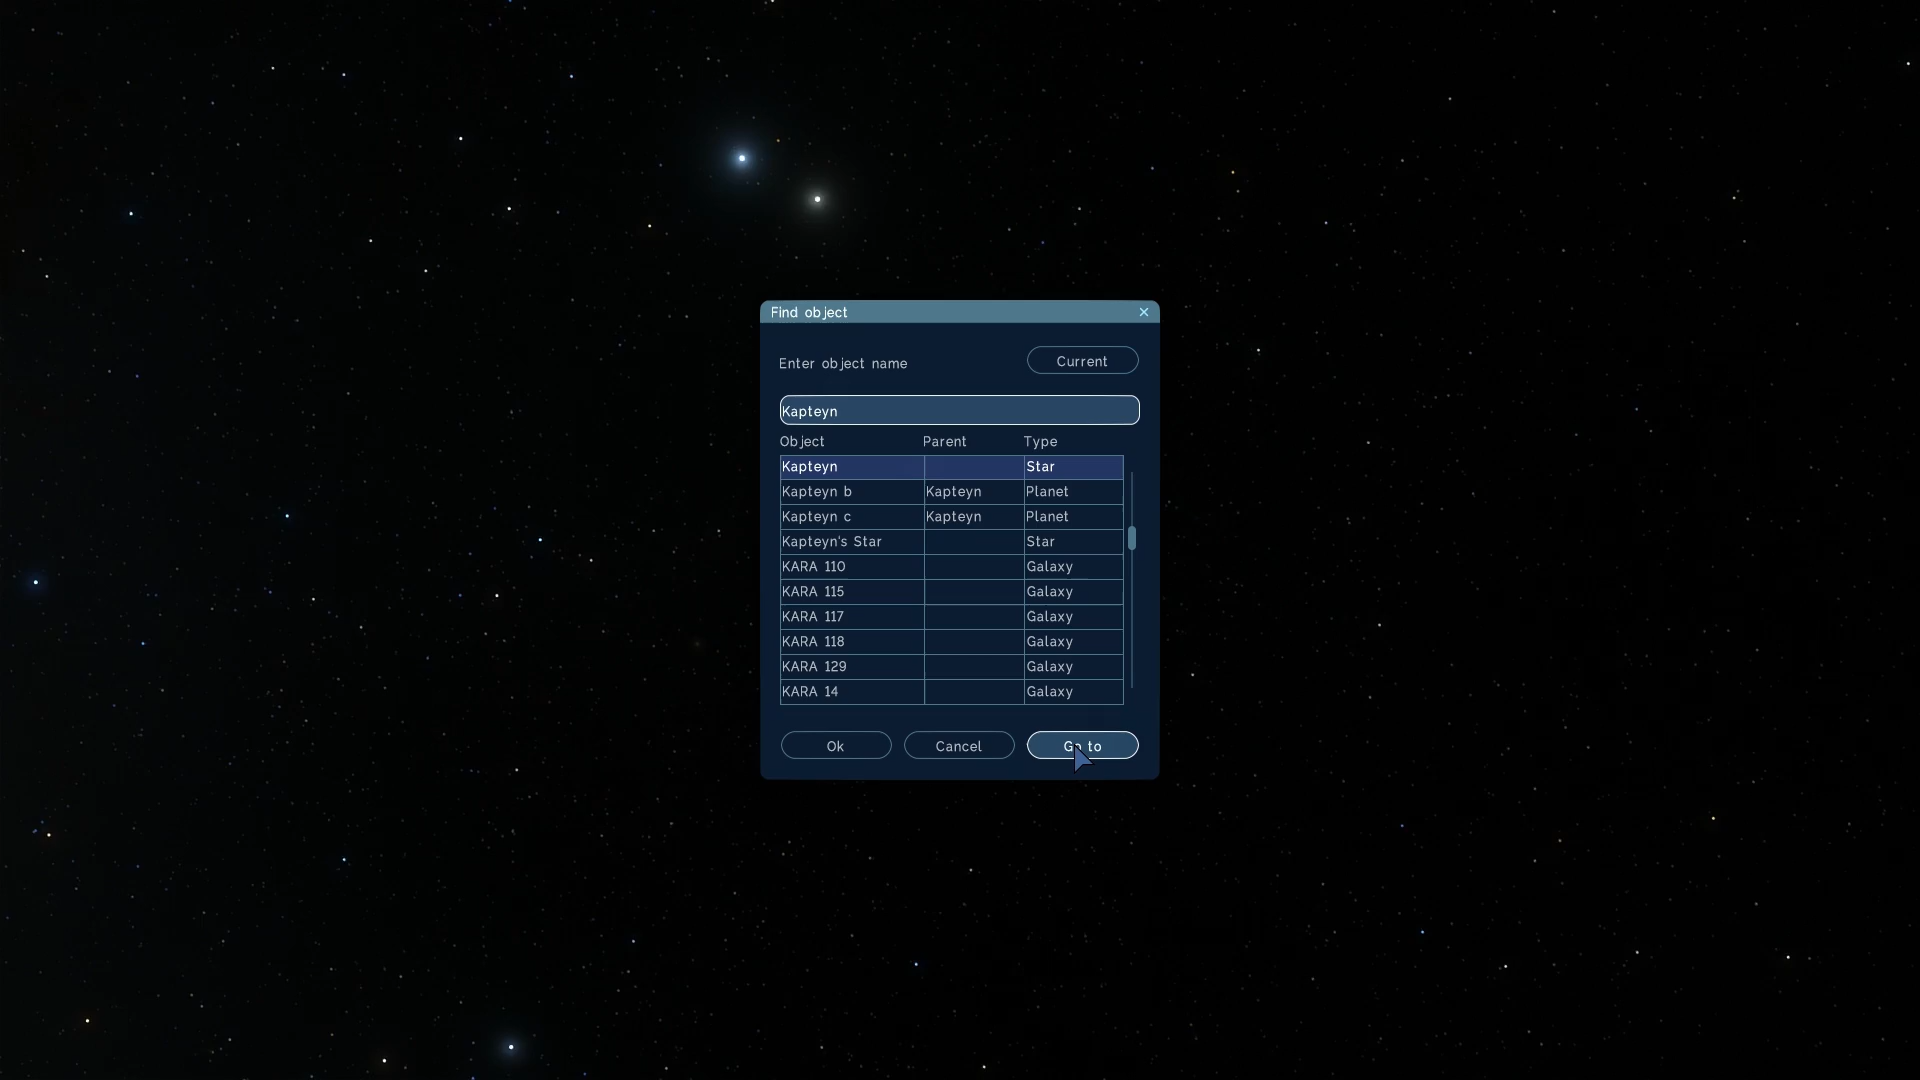 Find object
Enter object name
Current
Kapteyn
Object Parent Type
Kapteyn Star
Kapteyn b Kapteyn Planet
Kapteyn c Kapteyn Planet
Kapteyn's Star Star
KARA 110 Galaxy
KARA 115 Galaxy
KARA 117 Galaxy
KARA 118 Galaxy
KARA 129 Galaxy
KARA 14 Galaxy
Ok Cancel Go to